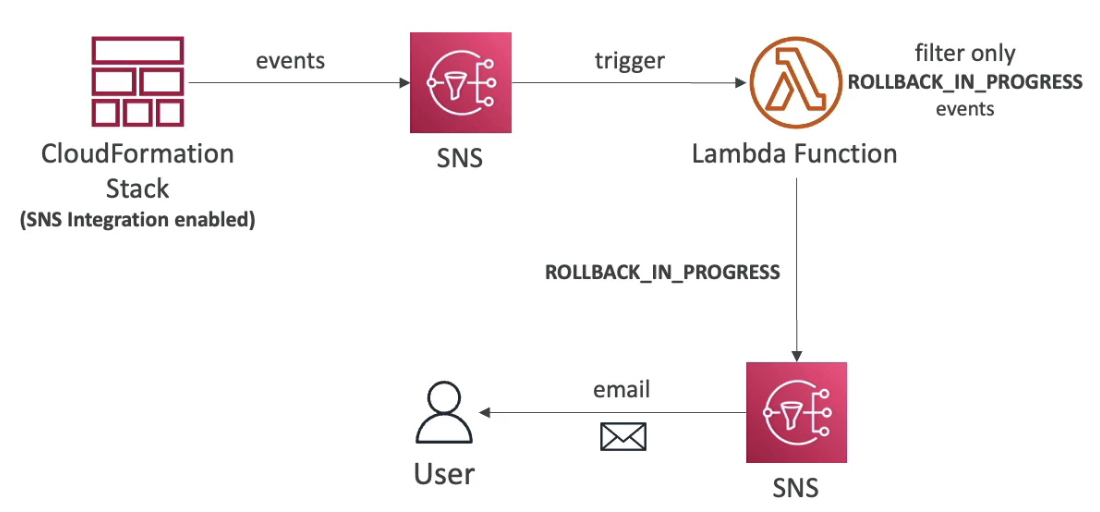 events
trigger
filter only
ROLLBACK_IN_PROGRESS
events
CloudFormation
Stack
(SNS Integration enabled)
SNS
Lambda Function
ROLLBACK_IN_PROGRESS
email
User
SNS